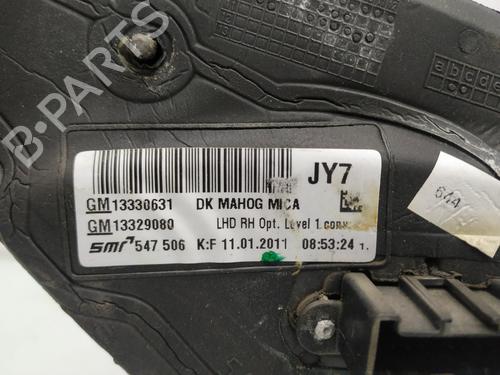 B-PARTS
JY7
GM13330631 DK MAHOG MICA
GM13329080 LHD RH Opt. Level 1 conv.
smr 547 506 K:F 11.01.2011 08:53:24 1.
644
a b c d e